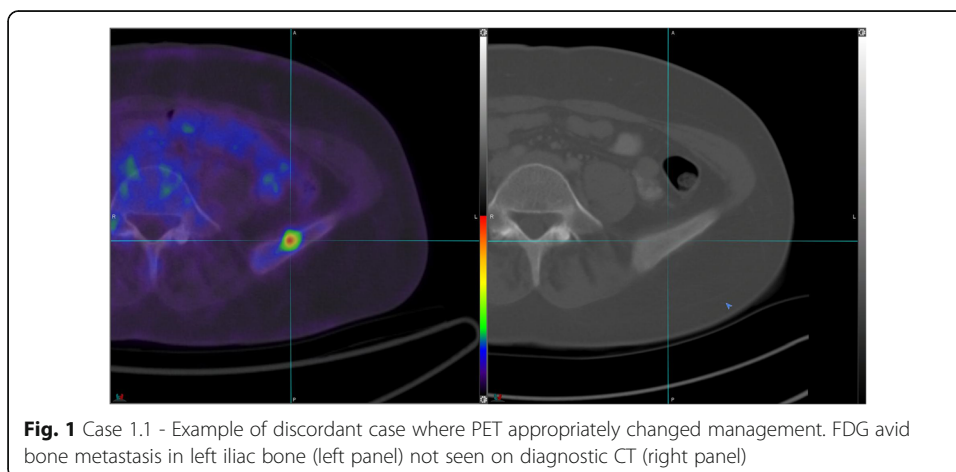 A
A
R
L
R
L
P
P
Fig. 1 Case 1.1 - Example of discordant case where PET appropriately changed management. FDG avid
bone metastasis in left iliac bone (left panel) not seen on diagnostic CT (right panel)